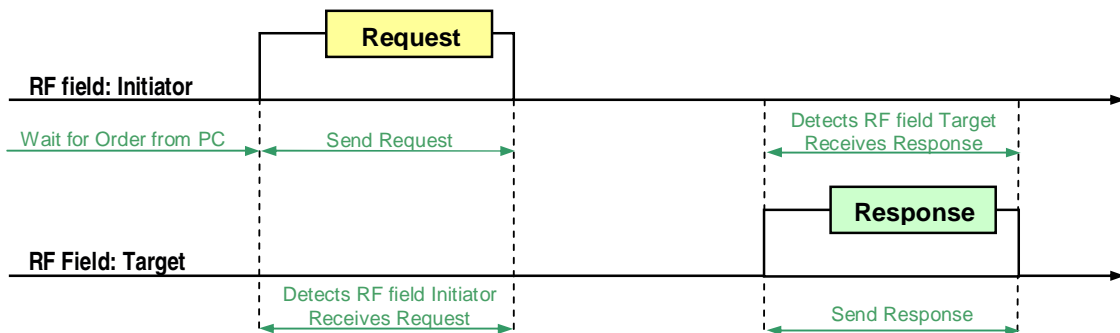 Request
RF field: Initiator
Wait for Order from PC
Send Request
Detects RF field Target
Receives Response
Response
RF Field: Target
Detects RF field Initiator
Receives Request
Send Response